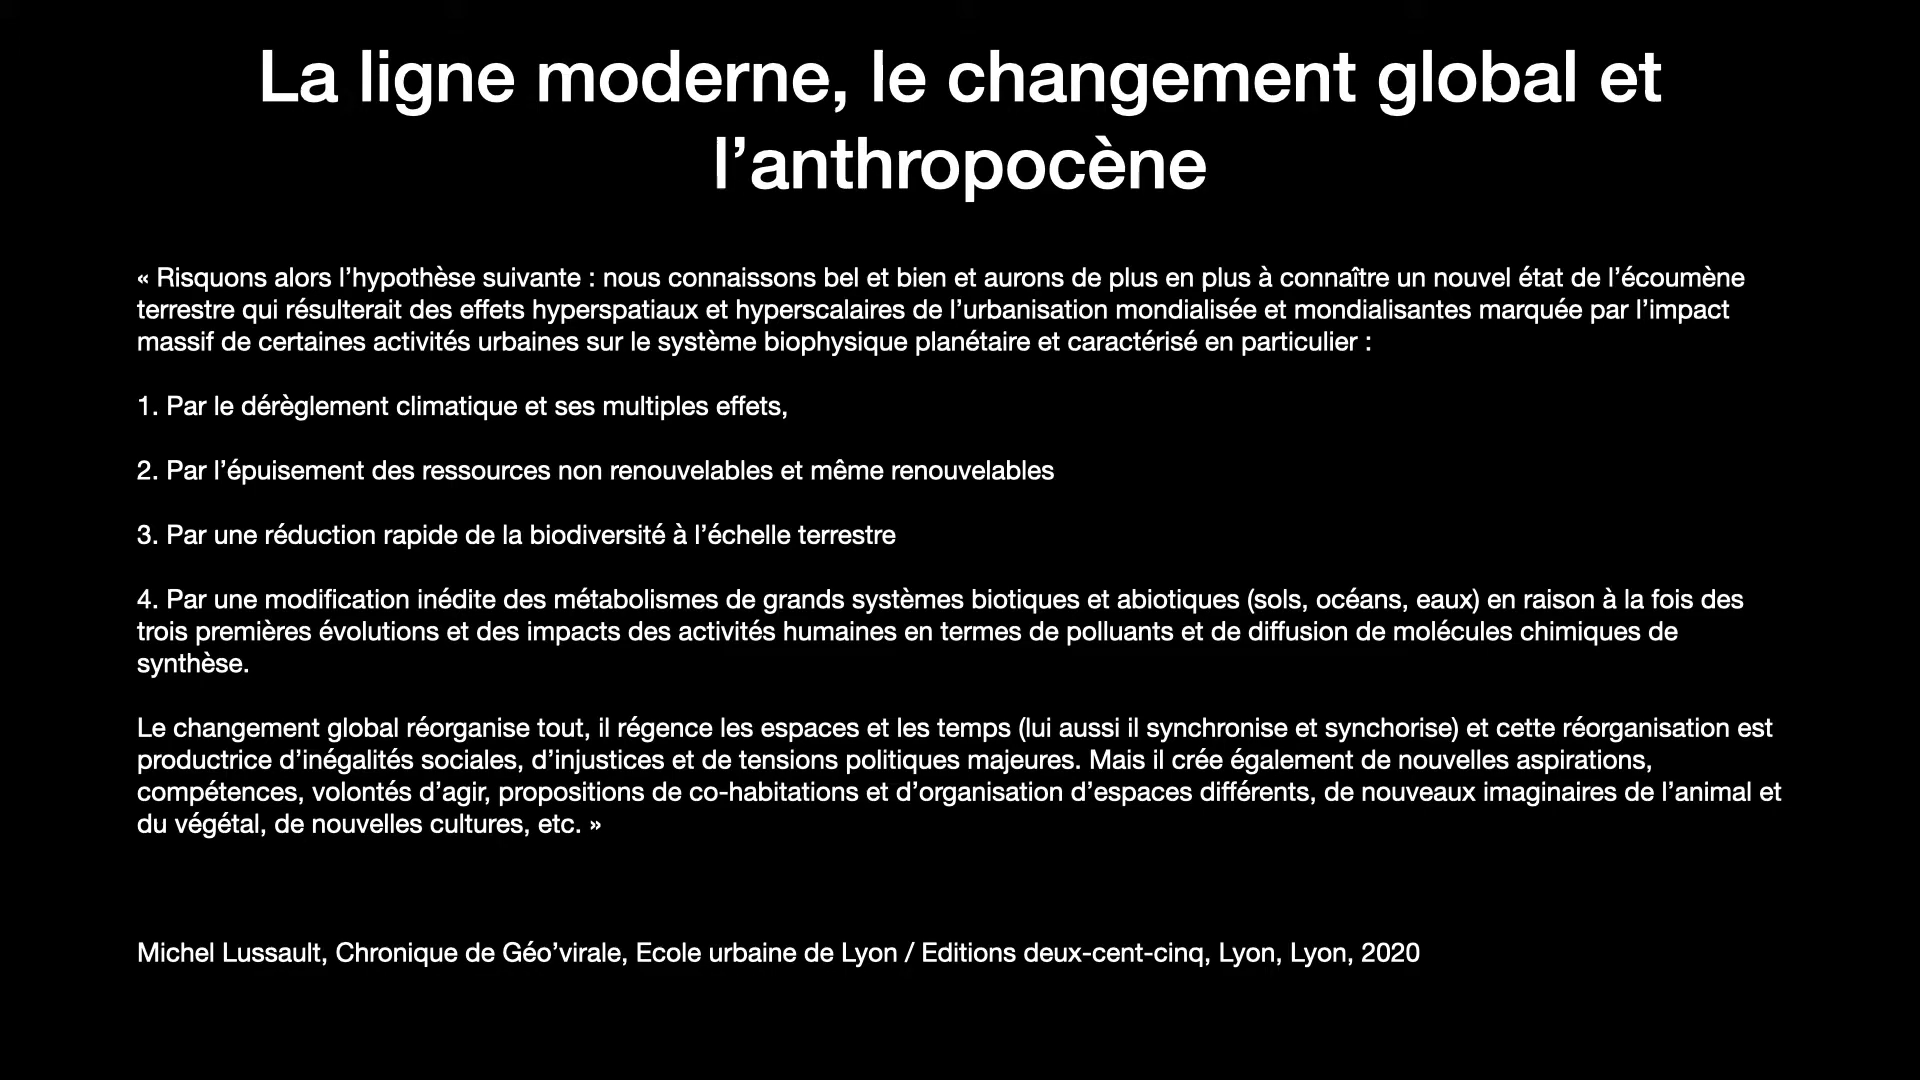 La ligne moderne, le changement global et
l’anthropocène
« Risquons alors l’hypothèse suivante : nous connaissons bel et bien et aurons de plus en plus à connaître un nouvel état de l’écoumène
terrestre qui résulterait des effets hyperspatiaux et hyperscalaires de l’urbanisation mondialisée et mondialisantes marquée par l’impact
massif de certaines activités urbaines sur le système biophysique planétaire et caractérisé en particulier :
1. Par le dérèglement climatique et ses multiples effets,
2. Par l’épuisement des ressources non renouvelables et même renouvelables
3. Par une réduction rapide de la biodiversité à l’échelle terrestre
4. Par une modification inédite des métabolismes de grands systèmes biotiques et abiotiques (sols, océans, eaux) en raison à la fois des
trois premières évolutions et des impacts des activités humaines en termes de polluants et de diffusion de molécules chimiques de
synthèse.
Le changement global réorganise tout, il régence les espaces et les temps (lui aussi il synchronise et synchorise) et cette réorganisation est
productrice d’inégalités sociales, d’injustices et de tensions politiques majeures. Mais il crée également de nouvelles aspirations,
compétences, volontés d’agir, propositions de co-habitations et d’organisation d’espaces différents, de nouveaux imaginaires de l’animal et
du végétal, de nouvelles cultures, etc. »
Michel Lussault, Chronique de Géo’virale, Ecole urbaine de Lyon / Editions deux-cent-cinq, Lyon, Lyon, 2020